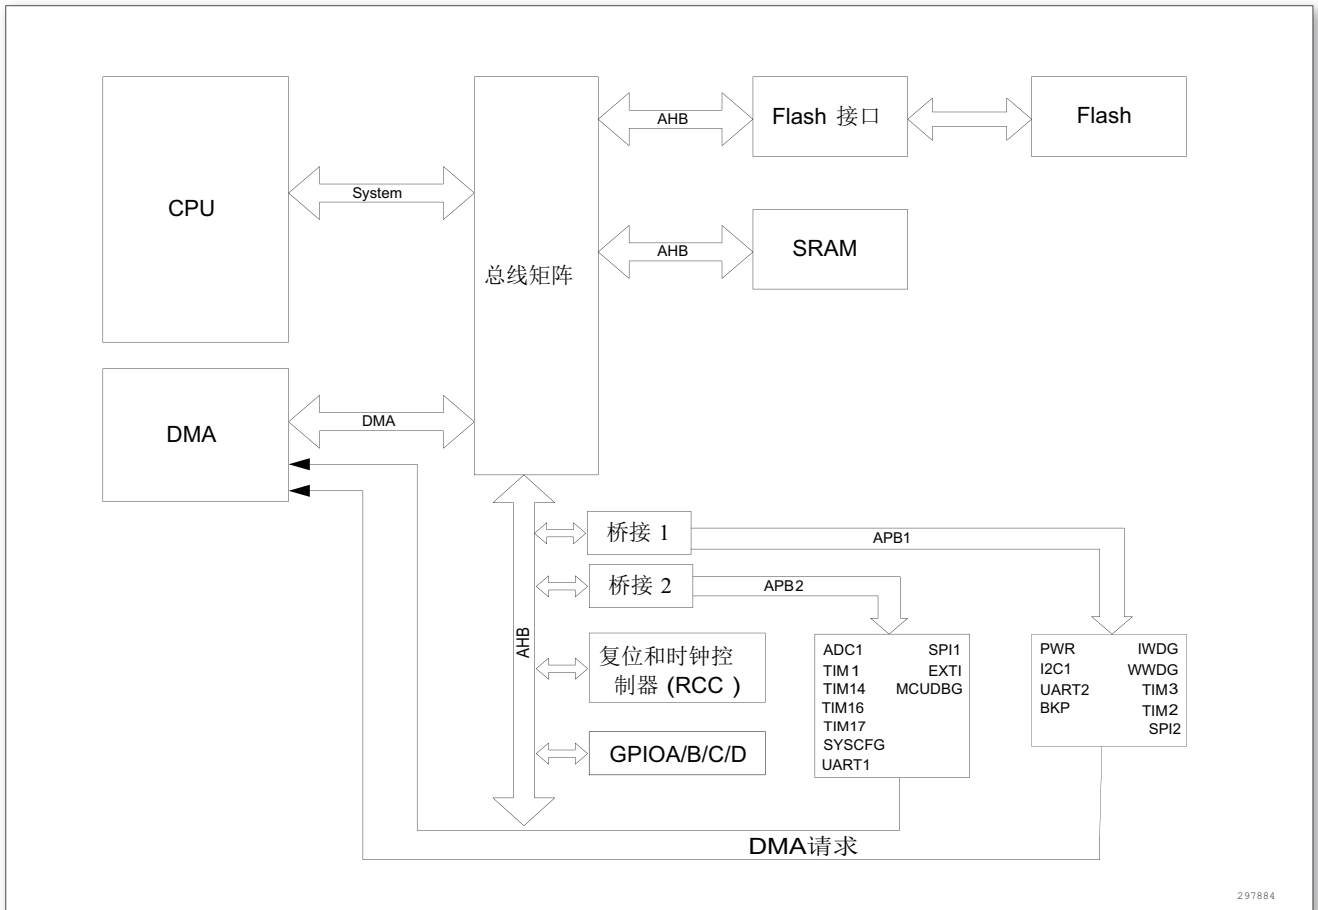 CPU
System
总线矩阵
AHB
Flash 接口
Flash
AHB
SRAM
DMA
DMA
AHB
桥接 1
APB1
桥接 2
APB2
复位和时钟控
制器 (RCC )
GPIOA/B/C/D
ADC1 SPI1
TIM1 EXTI
TIM14 MCUDBG
TIM16
TIM17
SYSCFG
UART1
PWR IWDG
I2C1 WWDG
UART2 TIM3
BKP TIM2
SPI2
DMA请求
297884